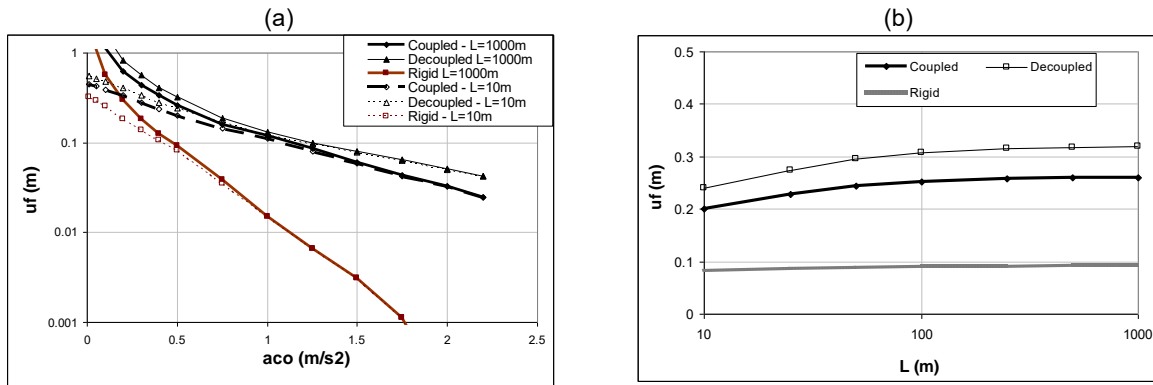 (a)
Coupled - L=1000m
Decoupled L=1000m
Rigid L=1000m
Coupled - L=10m
Decoupled - L=10m
Rigid - L=10m
1
0.1
0.01
0.001
uf (m)
0 0.5 1 1.5 2 2.5
aco (m/s2)
(b)
Coupled Decoupled
Rigid
0.5
0.4
0.3
0.2
0.1
0.0
uf (m)
10 100 1000
L (m)